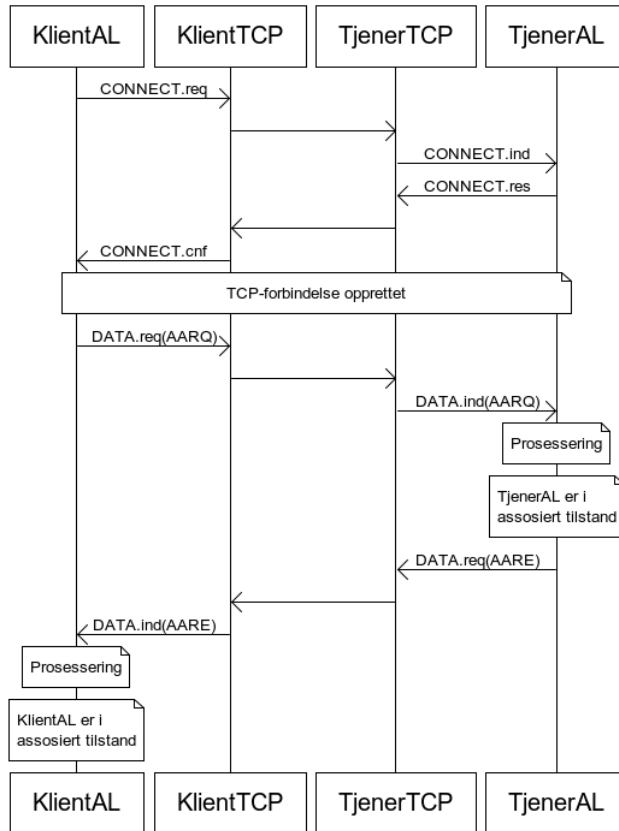 KlientAL
KlientTCP
TjenerTCP
TjenerAL
CONNECT.req
CONNECT.ind
CONNECT.res
CONNECT.cnf
TCP-forbindelse opprettet
DATA.req(AARQ)
DATA.ind(AARQ)
Prosessering
TjenerAL er i
assosiert tilstand
DATA.req(AARE)
DATA.ind(AARE)
Prosessering
KlientAL er i
assosiert tilstand
KlientAL
KlientTCP
TjenerTCP
TjenerAL